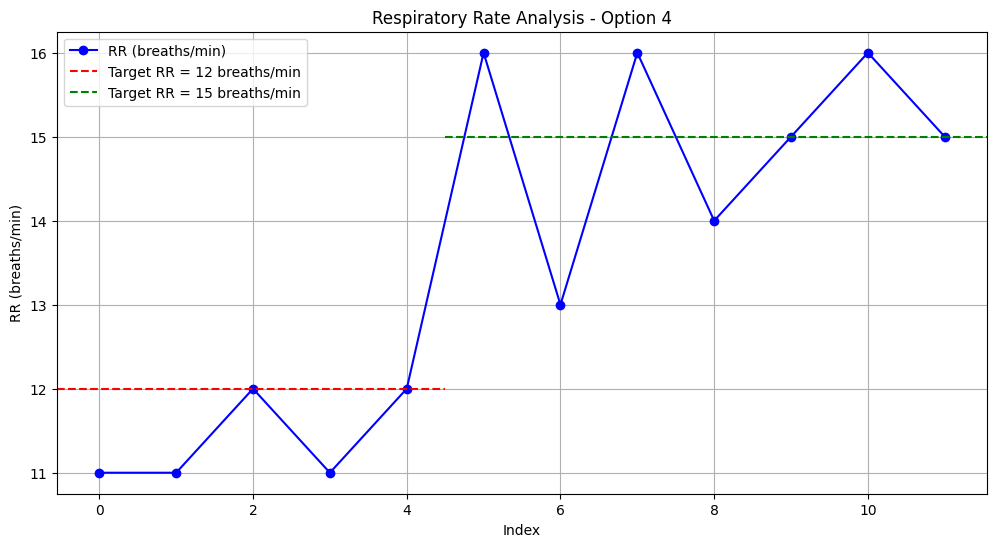 Respiratory Rate Analysis - Option 4
RR (breaths/min)
Target RR = 12 breaths/min
Target RR = 15 breaths/min
RR (breaths/min)
16
15
14
13
12
11
0 2 4 6 8 10
Index